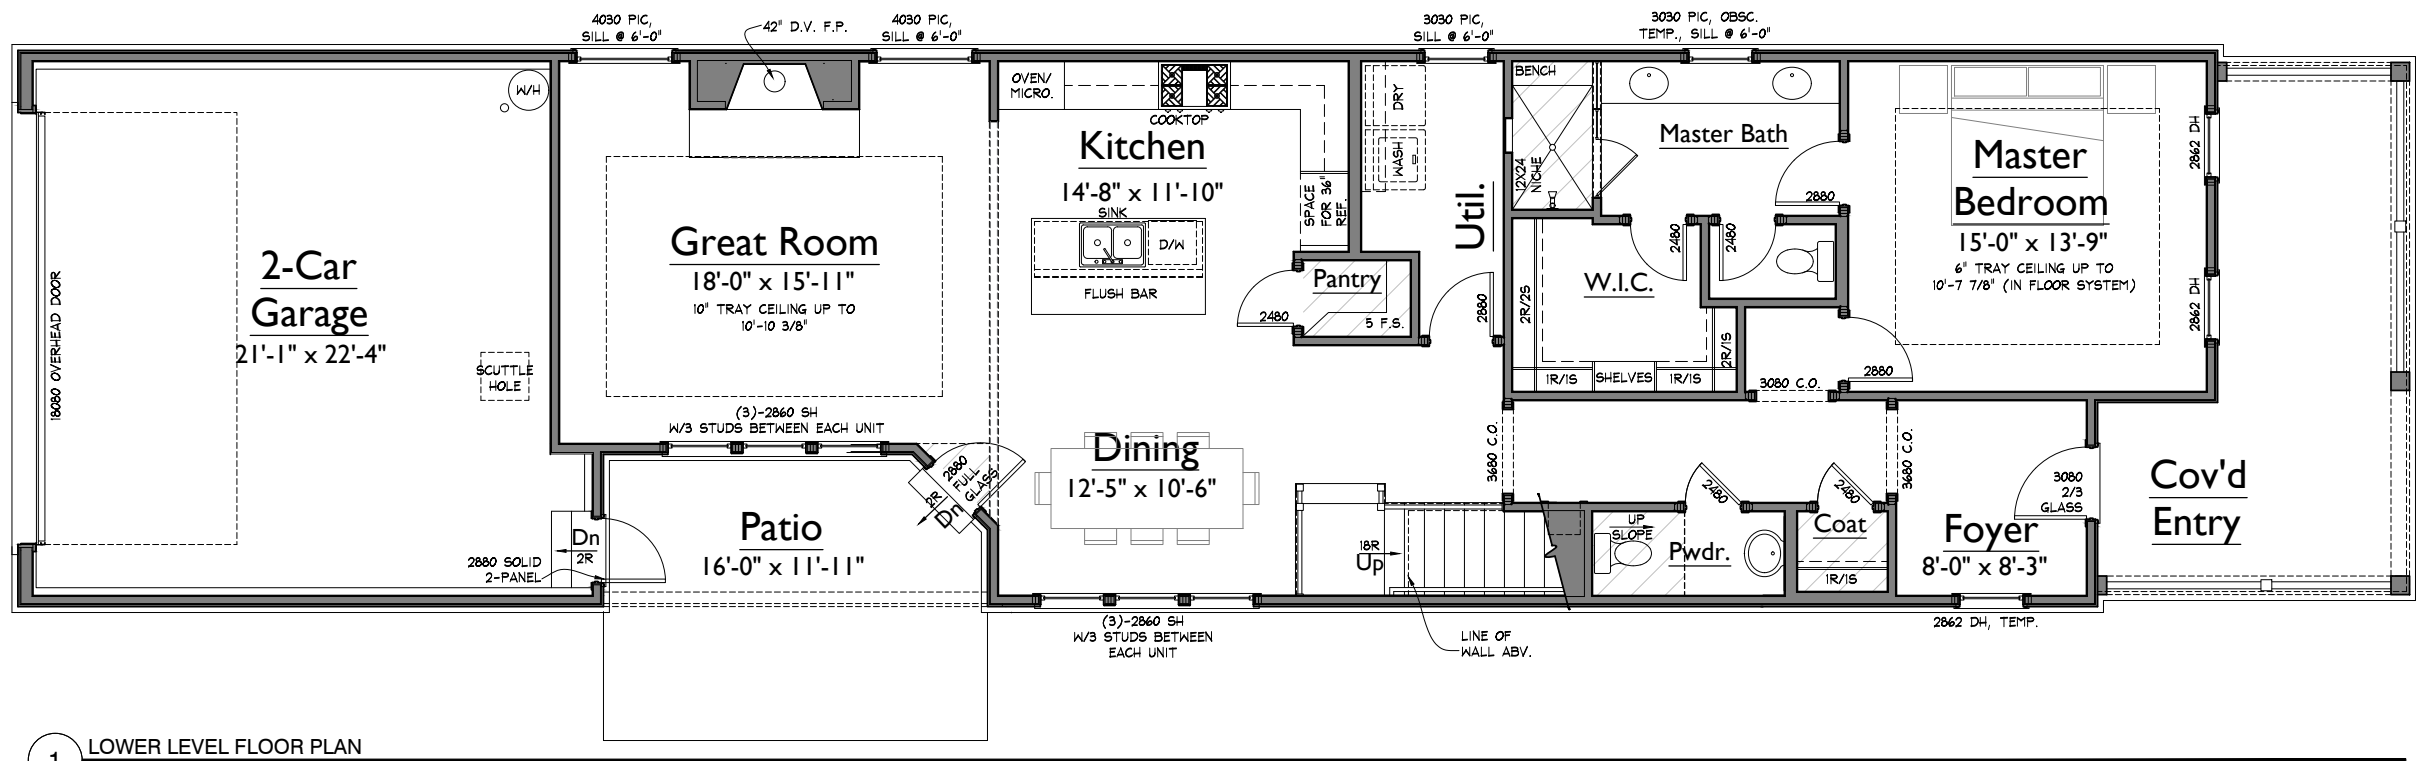 4030 PIC,
SILL @ 6'-0"
42" D.V. F.P.
4030 PIC,
SILL @ 6'-0"
3030 PIC,
SILL @ 6'-0"
3030 PIC, OBSC.
TEMP., SILL @ 6'-0"
W/H
18080 OVERHEAD DOOR
2-Car
Garage
21'-1" x 22'-4"
SCUTTLE
HOLE
Great Room
18'-0" x 15'-11"
10" TRAY CEILING UP TO
10'-10 3/8"
(3)-2860 SH
W/3 STUDS BETWEEN EACH UNIT
OVEN/
MICRO.
COOKTOP
Kitchen
14'-8" x 11'-10"
SINK
D/W
FLUSH BAR
SPACE
FOR 36"
REF.
Pantry
5 F.S.
2480
DRY
WASH
Util.
2880
BENCH
12X24
NICHE
Master Bath
2880
2480
2480
W.I.C.
2R/2S
1R/1S
SHELVES
1R/1S
2R/1S
Master
Bedroom
15'-0" x 13'-9"
6" TRAY CEILING UP TO
10'-7 7/8" (IN FLOOR SYSTEM)
2862 DH
2862 DH
2880
3080 C.O.
Dining
12'-5" x 10'-6"
2880
FULL
GLASS
2R
Dn
Patio
16'-0" x 11'-11"
Dn
2R
2880 SOLID
2-PANEL
3680 C.O.
18R
Up
UP
SLOPE
Pwdr.
2480
2480
Coat
1R/1S
3680 C.O.
Foyer
8'-0" x 8'-3"
3080
2/3
GLASS
Cov'd
Entry
(3)-2860 SH
W/3 STUDS BETWEEN
EACH UNIT
LINE OF
WALL ABV.
2862 DH, TEMP.
1
LOWER LEVEL FLOOR PLAN